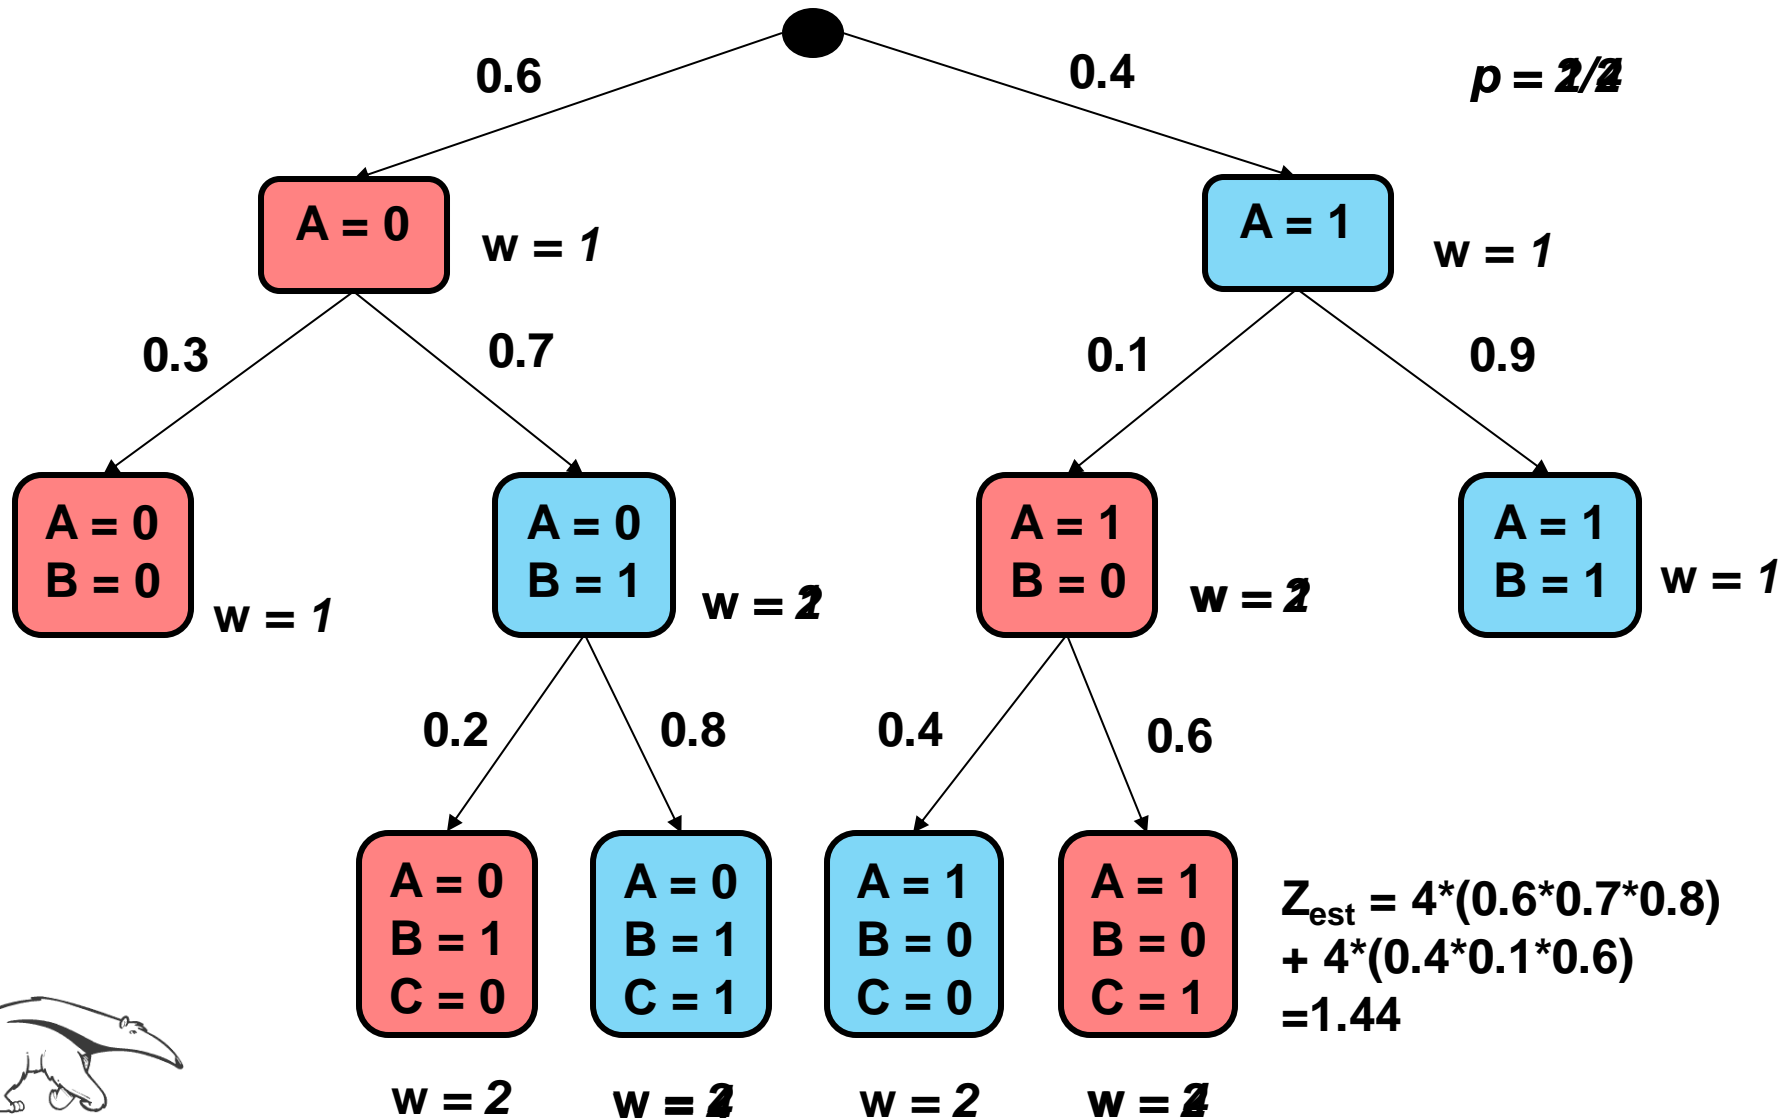 0.6
0.4
A = 0
w = 1
A = 1
w = 1
0.3
0.7
0.1
0.9
A = 0
B = 0
w = 1
A = 0
B = 1
w =
A = 1
B = 0
w =
A = 1
B = 1
w = 1
0.2
0.8
0.4
0.6
A = 0
B = 1
C = 0
w = 2
A = 0
B = 1
C = 1
w =
A = 1
B = 0
C = 0
w = 2
A = 1
B = 0
C = 1
w =
p =
Zest = 4*(0.6*0.7*0.8)
+ 4*(0.4*0.1*0.6)
=1.44